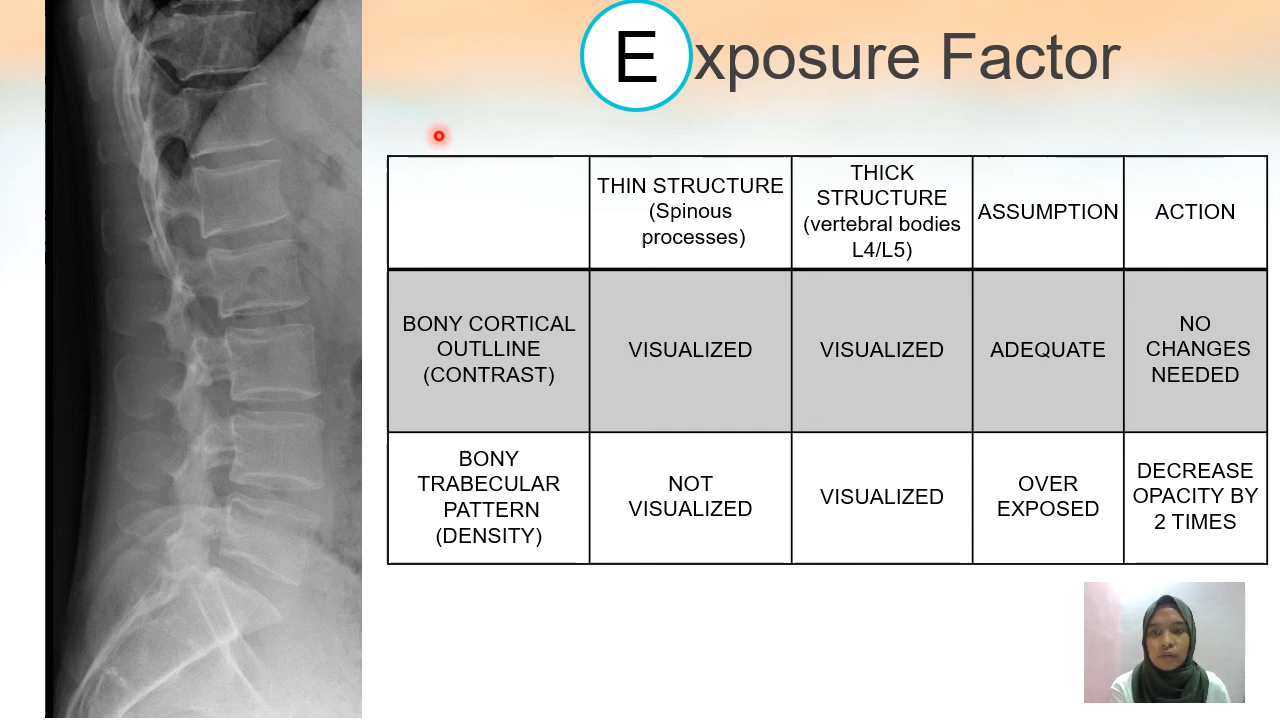 Exposure Factor
THIN STRUCTURE
(Spinous
processes)
THICK
STRUCTURE
(vertebral bodies
L4/L5)
ASSUMPTION
ACTION
BONY CORTICAL
OUTLLINE
(CONTRAST)
VISUALIZED
VISUALIZED
ADEQUATE
NO
CHANGES
NEEDED
BONY
TRABECULAR
PATTERN
(DENSITY)
NOT
VISUALIZED
VISUALIZED
OVER
EXPOSED
DECREASE
OPACITY BY
2 TIMES